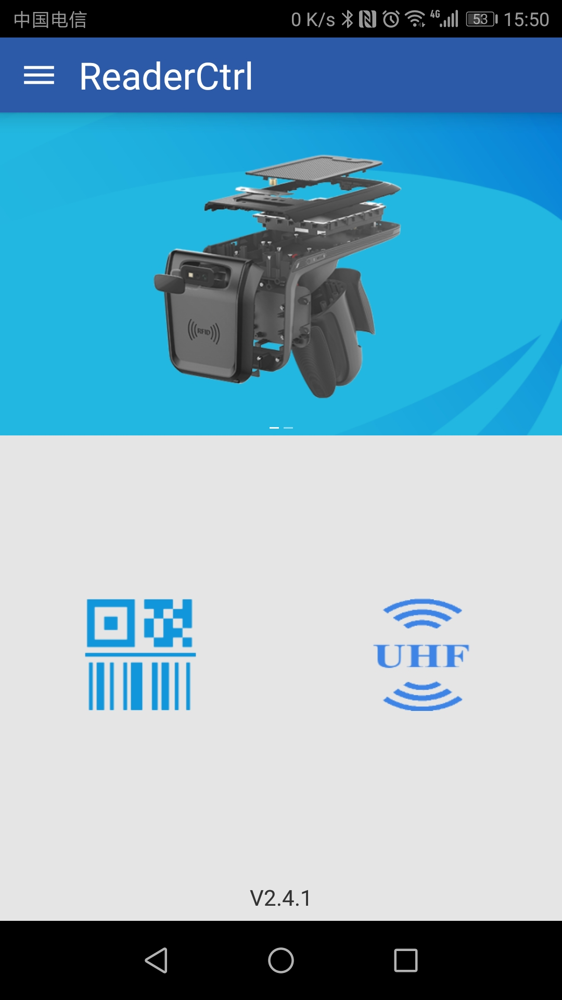 中国电信 0 K/s 4G 53 15:50
ReaderCtrl
RFID
UHF
V2.4.1